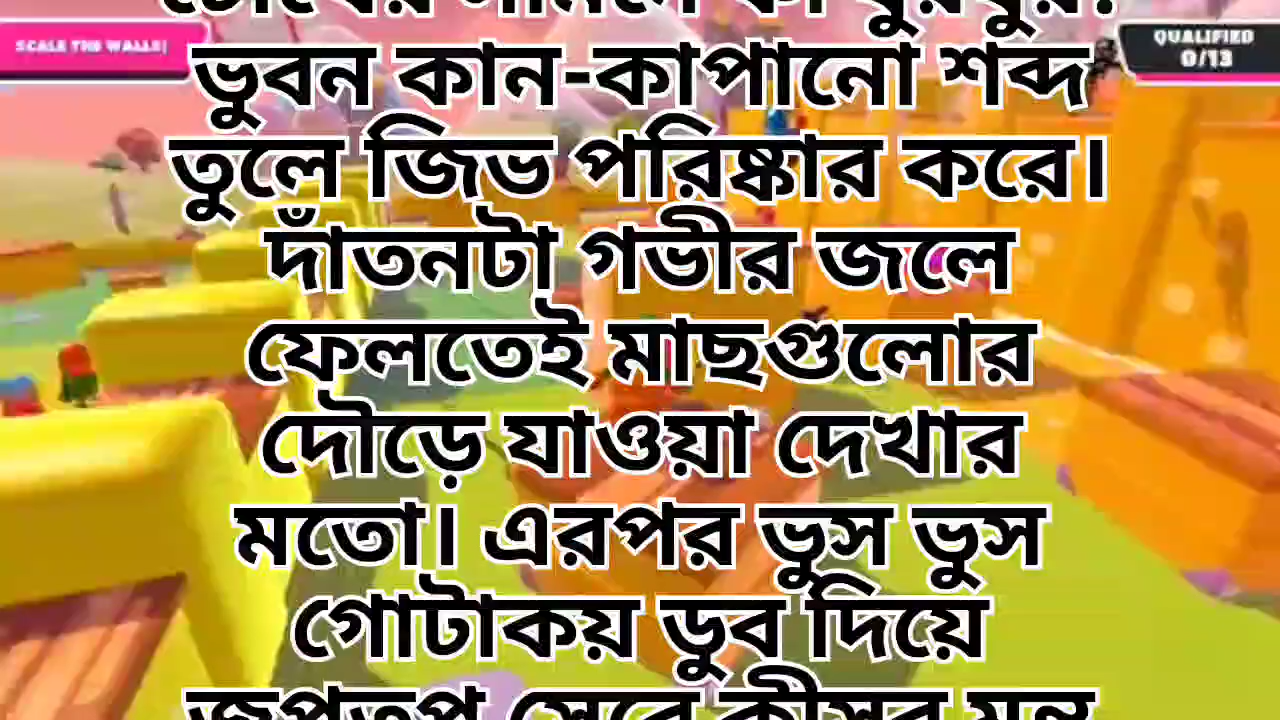 SCALE THE WALLS!
QUALIFIED
0/13
ভুবন কান-কাপানো শব্দ
তুলে জিভ পরিষ্কার করে।
দাঁতনটা গভীর জলে
ফেলতেই মাছগুলোর
দৌড়ে যাওয়া দেখার
মতো। এরপর ভুস ভুস
গোটাকয় ডুব দিয়ে
জপতপ সেরে